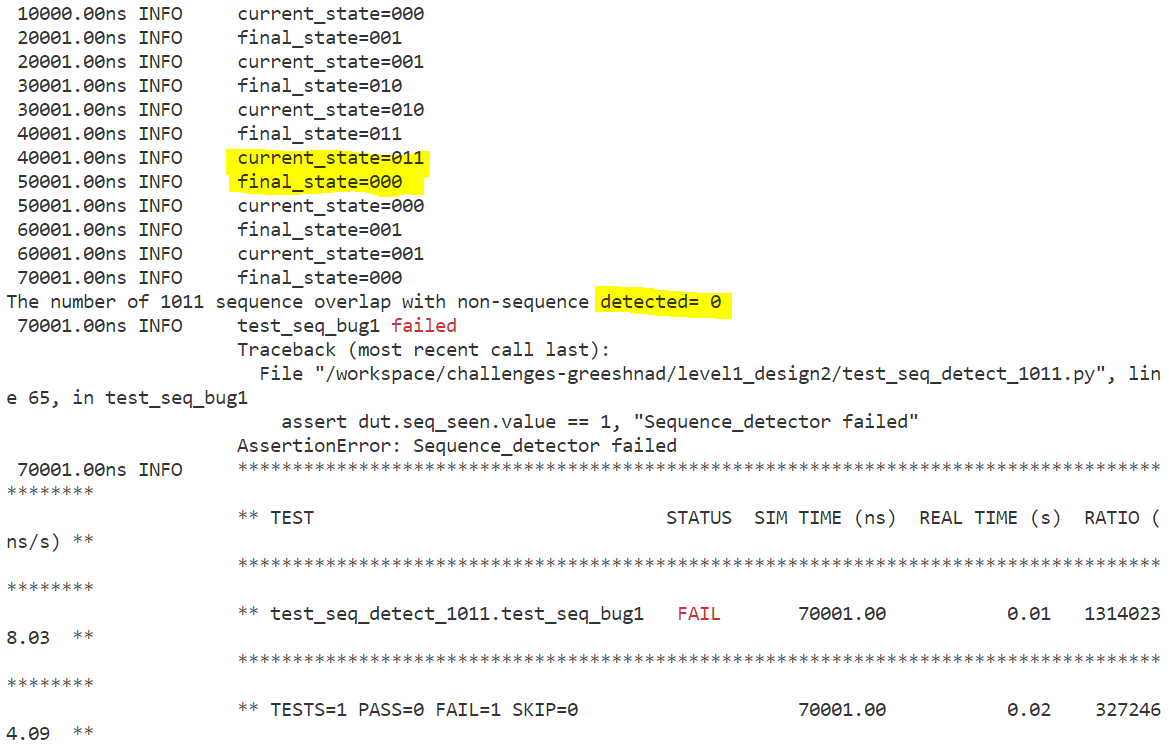 10000.00ns INFO     current_state=000
20001.00ns INFO     final_state=001
20001.00ns INFO     current_state=001
30001.00ns INFO     final_state=010
30001.00ns INFO     current_state=010
40001.00ns INFO     final_state=011
40001.00ns INFO     current_state=011
50001.00ns INFO     final_state=000
50001.00ns INFO     current_state=000
60001.00ns INFO     final_state=001
60001.00ns INFO     current_state=001
70001.00ns INFO     final_state=000
The number of 1011 sequence overlap with non-sequence detected= 0
70001.00ns INFO     test_seq_bug1 failed
Traceback (most recent call last):
File "/workspace/challenges-greeshnad/level1_design2/test_seq_detect_1011.py", lin
e 65, in test_seq_bug1
assert dut.seq_seen.value == 1, "Sequence_detector failed"
AssertionError: Sequence_detector failed
70001.00ns INFO     ************************************************************************************
********
** TEST                                STATUS  SIM TIME (ns)  REAL TIME (s)  RATIO (
ns/s) **
************************************************************************************
********
** test_seq_detect_1011.test_seq_bug1   FAIL       70001.00           0.01   1314023
8.03  **
************************************************************************************
********
** TESTS=1 PASS=0 FAIL=1 SKIP=0                    70001.00           0.02    327246
4.09  **